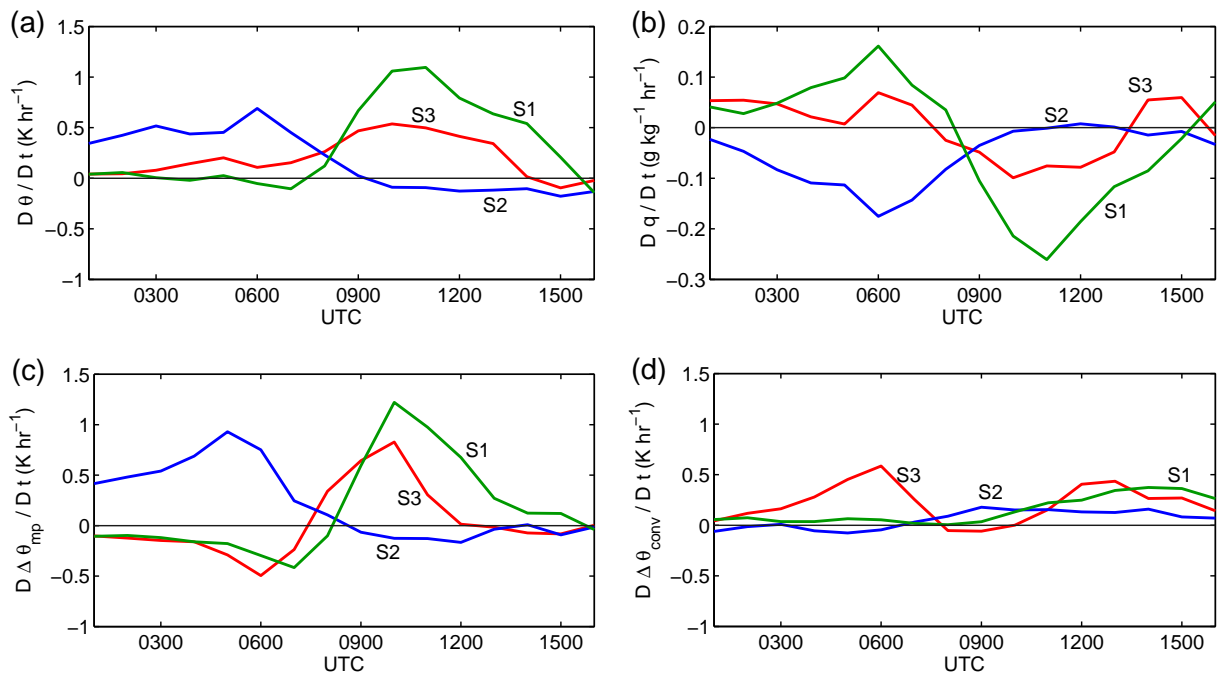 (a)
1.5
1
0.5
0
−0.5
−1
D θ / D t (K hr⁻¹)
S3
S1
S2
0300 0600 0900 1200 1500
UTC
(b)
0.2
0.1
0
−0.1
−0.2
−0.3
D q / D t (g kg⁻¹ hr⁻¹)
S3
S2
S1
0300 0600 0900 1200 1500
UTC
(c)
1.5
1
0.5
0
−0.5
−1
D Δ θmp / D t (K hr⁻¹)
S1
S3
S2
0300 0600 0900 1200 1500
UTC
(d)
1.5
1
0.5
0
−0.5
−1
D Δ θconv / D t (K hr⁻¹)
S3
S2
S1
0300 0600 0900 1200 1500
UTC